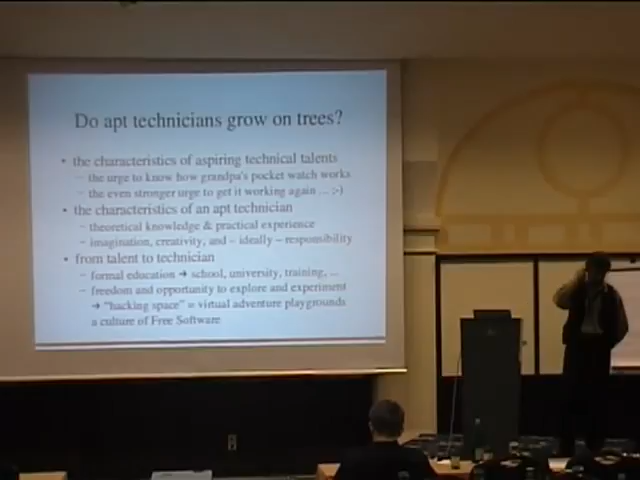 Do apt technicians grow on trees?
• the characteristics of aspiring technical talents
– the urge to know how grandpa's pocket watch works
– the even stronger urge to get it working again ... ;-)
• the characteristics of an apt technician
– theoretical knowledge & practical experience
– imagination, creativity, and – ideally – responsibility
• from talent to technician
– formal education ➔ school, university, training, ...
– freedom and opportunity to explore and experiment
➔ "hacking space" = virtual adventure playgrounds
a culture of Free Software